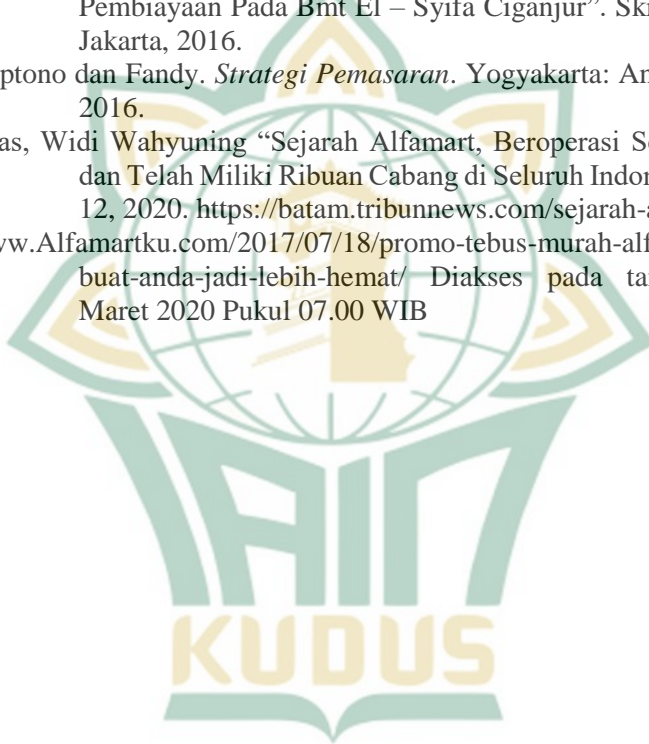 Pembiayaan Pada Bmt El – Syifa Ciganjur”. Ski
Jakarta, 2016.
ptono dan Fandy. Strategi Pemasaran. Yogyakarta: An
2016.
as, Widi Wahyuning “Sejarah Alfamart, Beroperasi Se
dan Telah Miliki Ribuan Cabang di Seluruh Indon
12, 2020. https://batam.tribunnews.com/sejarah-a
ww.Alfamartku.com/2017/07/18/promo-tebus-murah-alf
buat-anda-jadi-lebih-hemat/ Diakses pada ta
Maret 2020 Pukul 07.00 WIB
IAIN
KUDUS